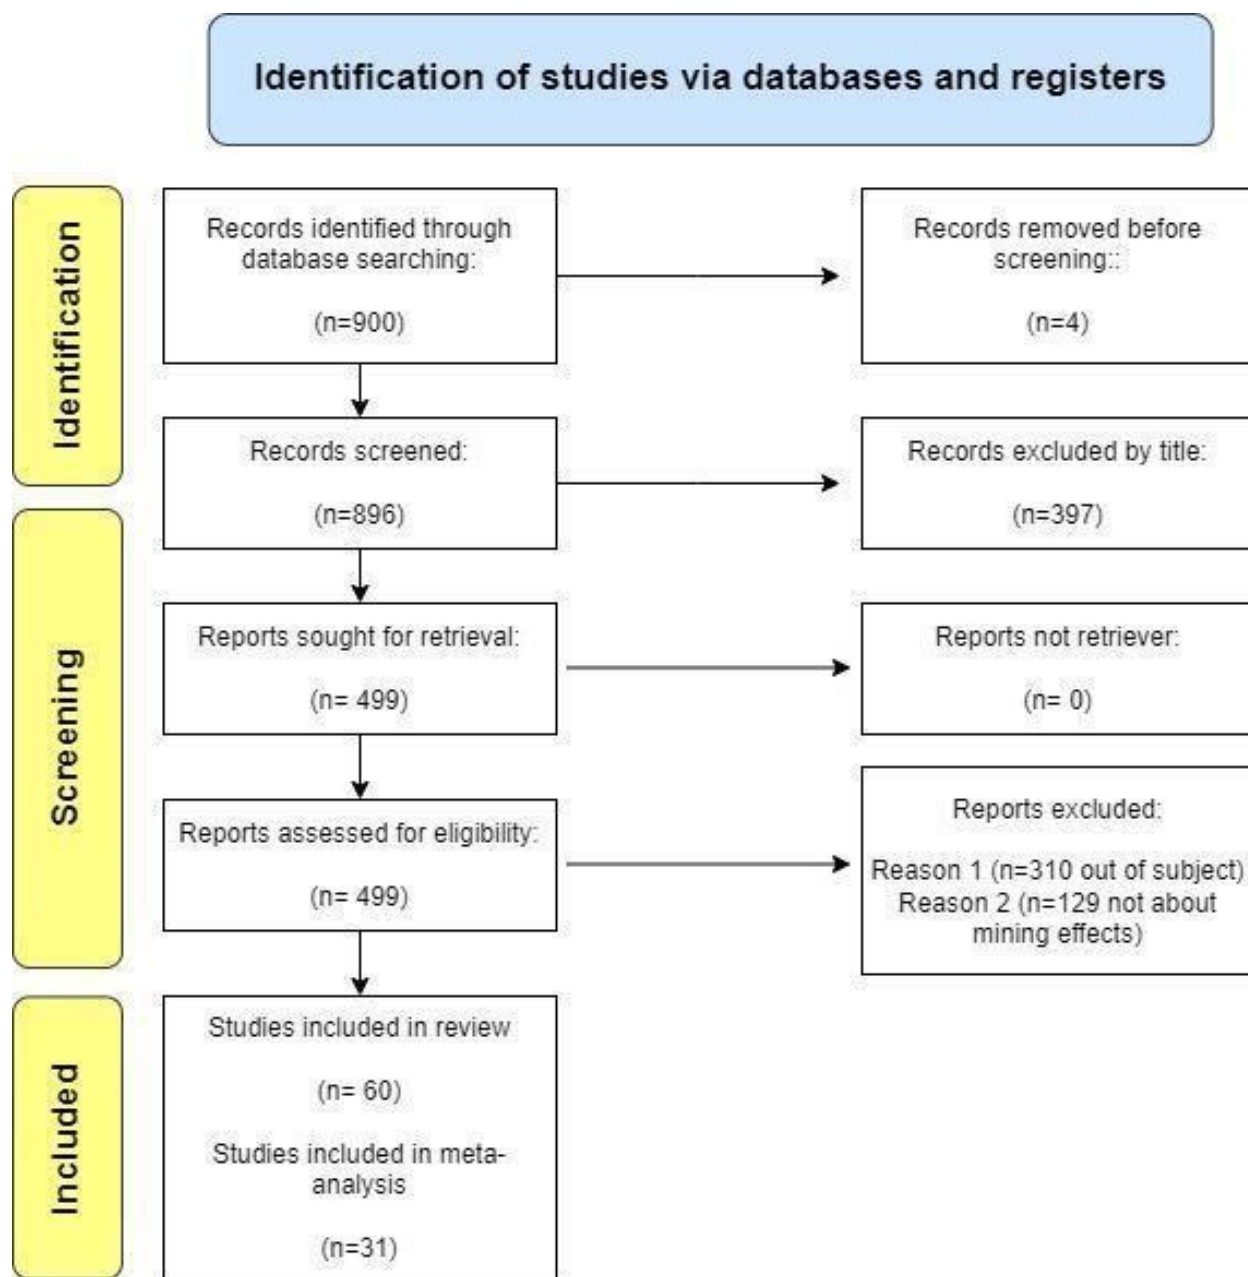 Identification of studies via databases and registers
Identification
Records identified through
database searching:
(n=900)
Records removed before
screening::
(n=4)
Records screened:
(n=896)
Records excluded by title:
(n=397)
Screening
Reports sought for retrieval:
(n= 499)
Reports not retriever:
(n= 0)
Reports assessed for eligibility:
(n= 499)
Reports excluded:
Reason 1 (n=310 out of subject)
Reason 2 (n=129 not about
mining effects)
Included
Studies included in review
(n= 60)
Studies included in meta-
analysis
(n=31)